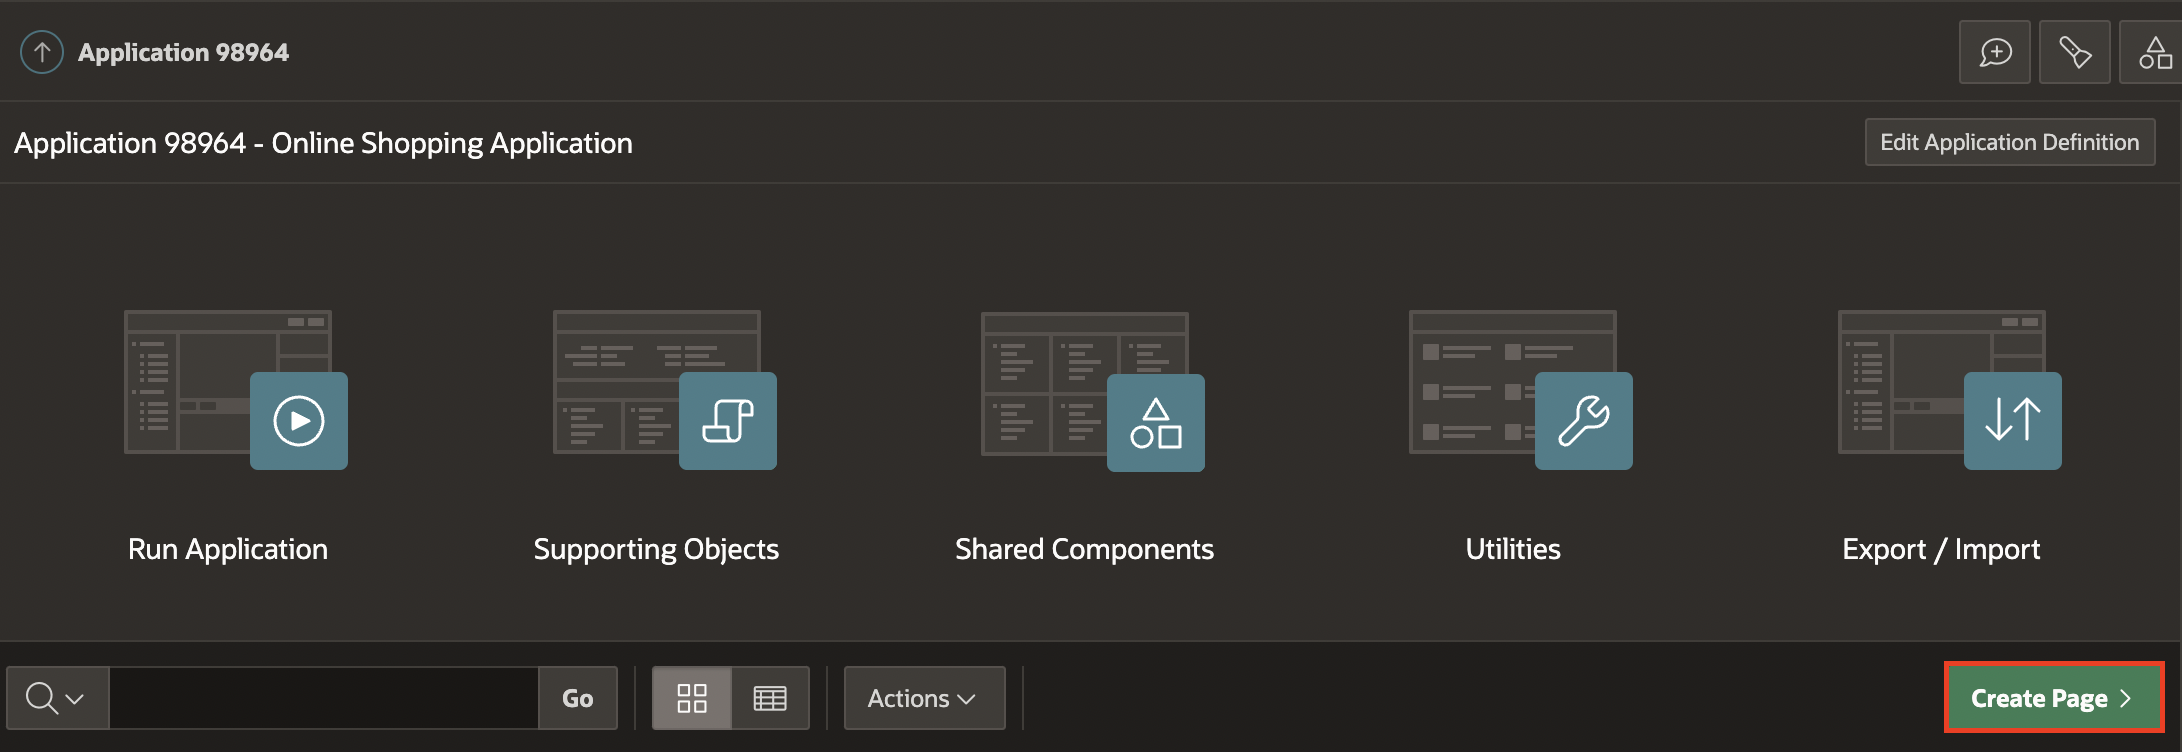 Application 98964
Application 98964 - Online Shopping Application
Edit Application Definition
Run Application
Supporting Objects
Shared Components
Utilities
Export / Import
Go
Actions
Create Page